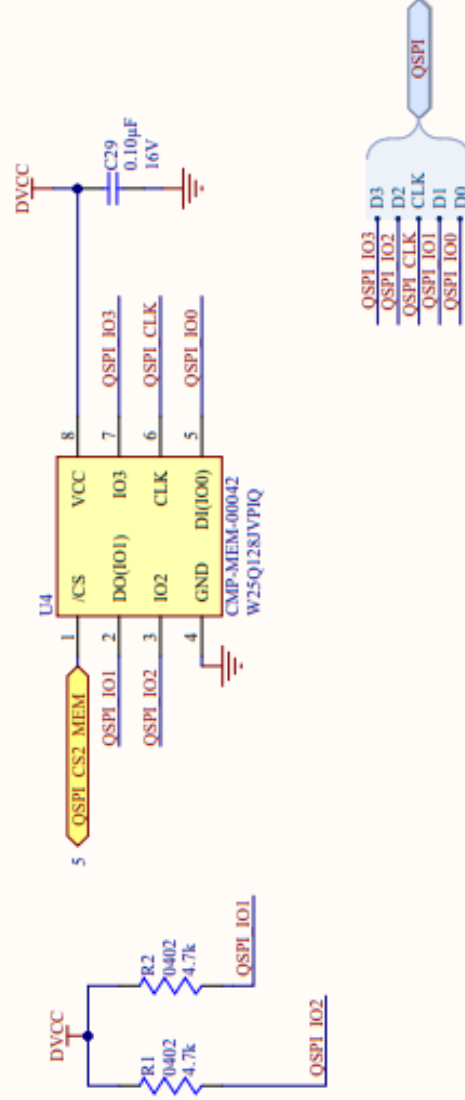 DVCC
R1
0402
4.7k
R2
0402
4.7k
QSPI_IO1
QSPI_IO2
5
QSPI_CS2_MEM
QSPI_IO1
QSPI_IO2
1
2
3
4
U4
/CS
VCC
DO(IO1)
IO3
IO2
CLK
GND
DI(IO0)
CMP-MEM-00042
W25Q128JVPIQ
8
7
6
5
QSPI_IO3
QSPI_CLK
QSPI_IO0
DVCC
C29
0.10µF
16V
QSPI_IO3
QSPI_IO2
QSPI_CLK
QSPI_IO1
QSPI_IO0
D3
D2
CLK
D1
D0
QSPI